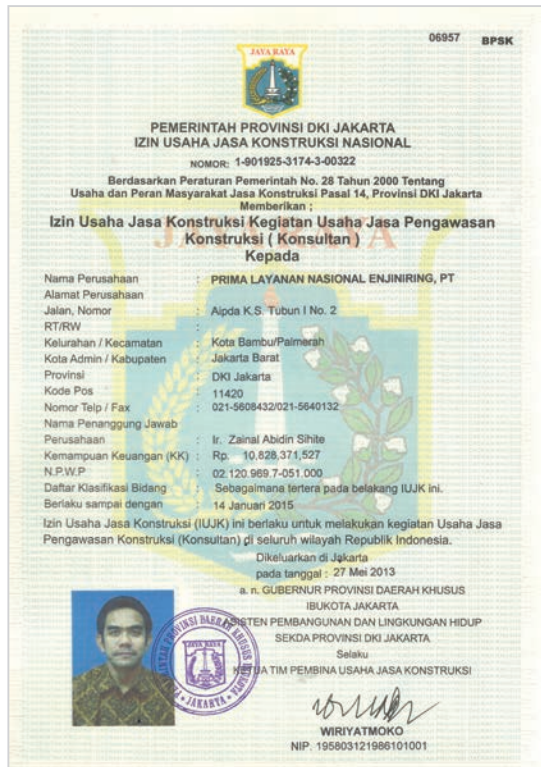 06957 BPSK
JAYA RAYA
PEMERINTAH PROVINSI DKI JAKARTA
IZIN USAHA JASA KONSTRUKSI NASIONAL
NOMOR: 1-901925-3174-3-00322
Berdasarkan Peraturan Pemerintah No. 28 Tahun 2000 Tentang
Usaha dan Peran Masyarakat Jasa Konstruksi Pasal 14, Provinsi DKI Jakarta
Memberikan ;
Izin Usaha Jasa Konstruksi Kegiatan Usaha Jasa Pengawasan
Konstruksi ( Konsultan )
Kepada
JAYA RAYA
Nama Perusahaan : PRIMA LAYANAN NASIONAL ENJINIRING, PT
Alamat Perusahaan
Jalan, Nomor : Aipda K.S. Tubun I No. 2
RT/RW :
Kelurahan / Kecamatan : Kota Bambu/Palmerah
Kota Admin / Kabupaten : Jakarta Barat
Provinsi : DKI Jakarta
Kode Pos : 11420
Nomor Telp / Fax : 021-5608432/021-5640132
Nama Penanggung Jawab
Perusahaan : Ir. Zainal Abidin Sihite
Kemampuan Keuangan (KK) : Rp. 10,828,371,527
N.P.W.P : 02.120.969.7-051.000
Daftar Klasifikasi Bidang : Sebagaimana tertera pada belakang IUJK ini.
Berlaku sampai dengan : 14 Januari 2015
Izin Usaha Jasa Konstruksi (IUJK) ini berlaku untuk melakukan kegiatan Usaha Jasa
Pengawasan Konstruksi (Konsultan) di seluruh wilayah Republik Indonesia.
Dikeluarkan di Jakarta
pada tanggal : 27 Mei 2013
a. n. GUBERNUR PROVINSI DAERAH KHUSUS
IBUKOTA JAKARTA
ASISTEN PEMBANGUNAN DAN LINGKUNGAN HIDUP
SEKDA PROVINSI DKI JAKARTA
Selaku
KETUA TIM PEMBINA USAHA JASA KONSTRUKSI
PROVINSI DAERAH KHUSUS
JAYA RAYA
JAKARTA
WIRIYATMOKO
NIP. 195803121986101001